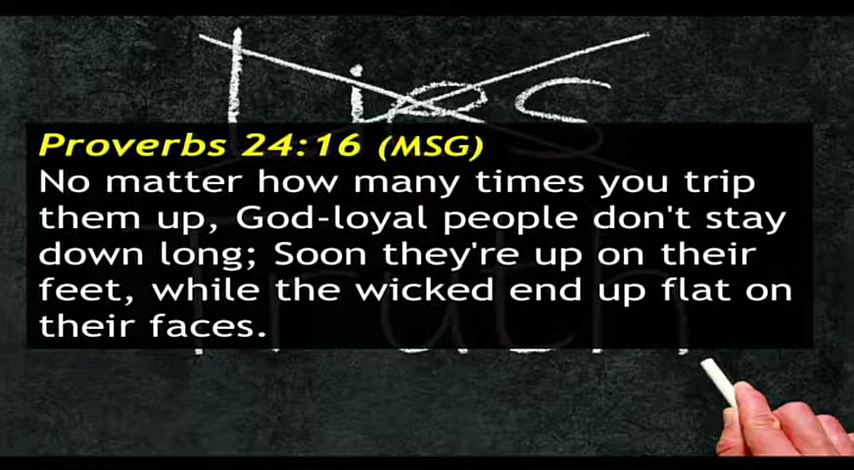 Lies
Proverbs 24:16 (MSG)
No matter how many times you trip
them up, God-loyal people don't stay
down long; Soon they're up on their
feet, while the wicked end up flat on
their faces.
Truth